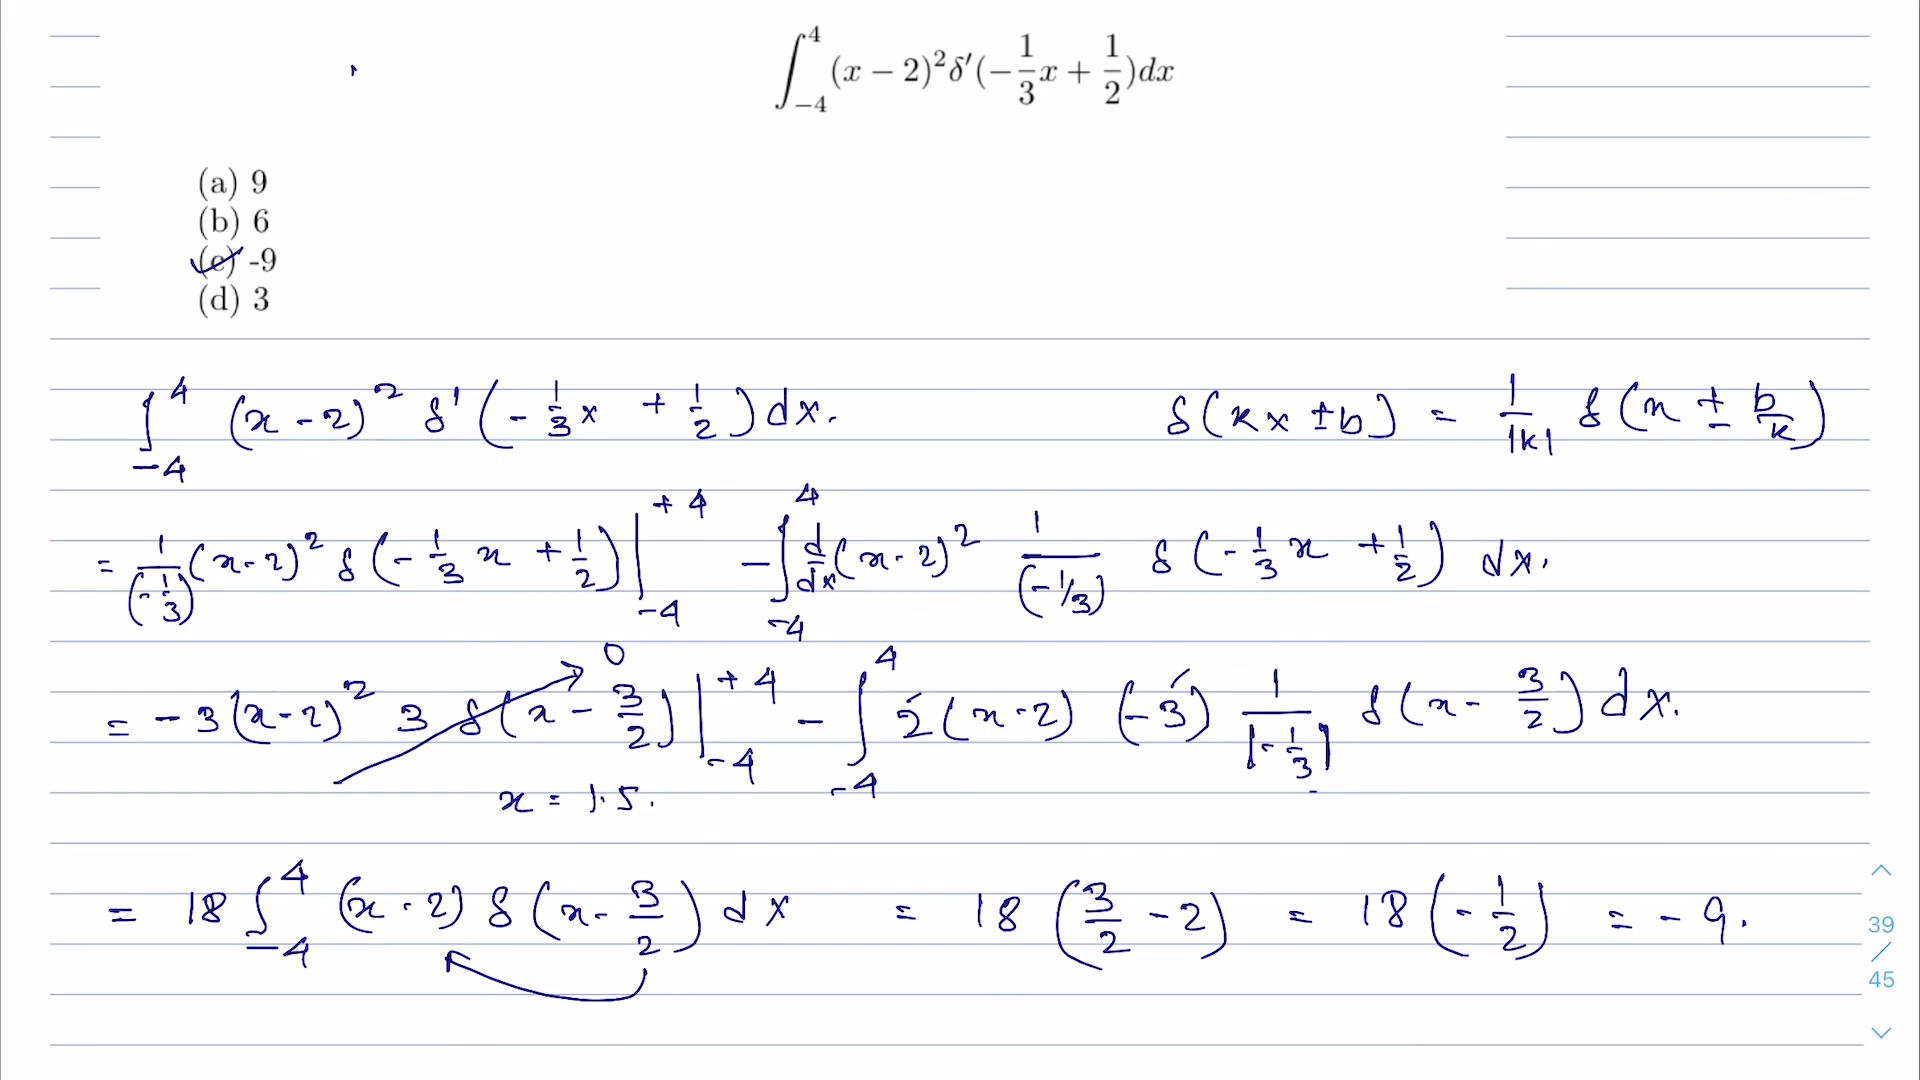 ∫_{-4}^{4} (x − 2)²δ′(−1/3 x + 1/2)dx
(a) 9
(b) 6
(c) -9
(d) 3
∫_{-4}^{4} (x − 2)² δ′(−1/3 x + 1/2) dx. δ(kx ± b) = 1/|k| δ(x ± b/k)
= 1/(−1/3) (x − 2)² δ(−1/3 x + 1/2) |_{-4}^{+4} − ∫_{-4}^{4} d/dx (x − 2)² 1/(−1/3) δ(−1/3 x + 1/2) dx.
= −3(x − 2)² 3 δ(x − 3/2) |_{-4}^{+4} 0 − ∫_{-4}^{4} 2(x − 2) (−3) 1/|−1/3| δ(x − 3/2) dx.
x = 1.5.
= 18 ∫_{-4}^{4} (x − 2) δ(x − 3/2) dx = 18 (3/2 − 2) = 18 (−1/2) = −9.
39
/
45